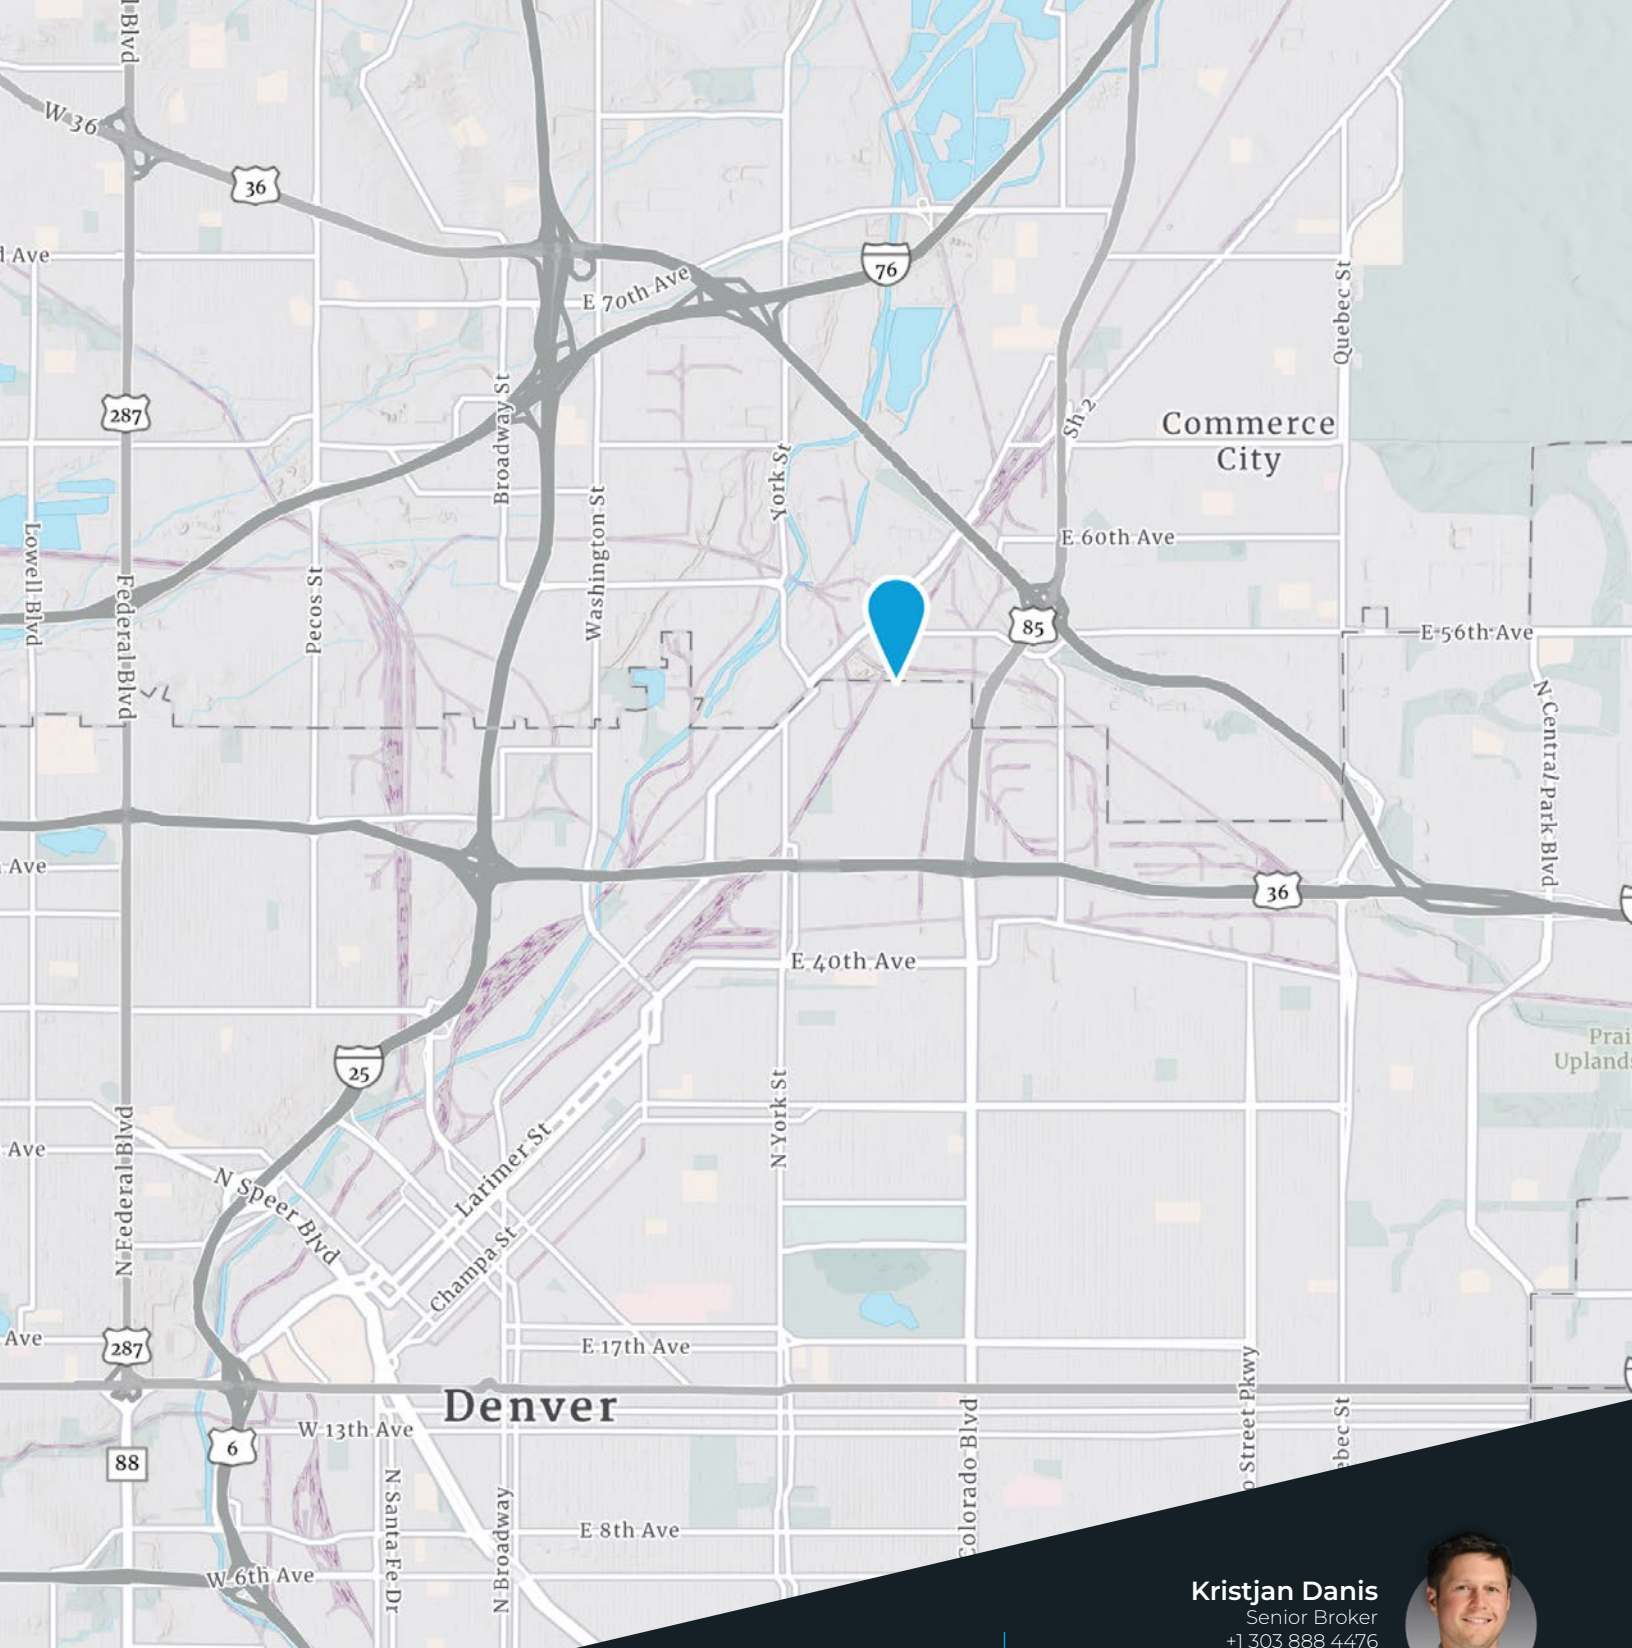 l Blvd
W 36
36
d Ave
E 70th Ave
76
Quebec St
287
Broadway St
Sh 2
Commerce
City
York St
Washington St
Lowell Blvd
Federal Blvd
Pecos St
E 60th Ave
85
E 56th Ave
N Central Park Blvd
Ave
36
E 40th Ave
Prai
Uplands
25
N York St
N Federal Blvd
Ave
Larimer St
N Speer Blvd
Champa St
Ave
287
E 17th Ave
Denver
W 13th Ave
6
88
Colorado Blvd
o Street Pkwy
ebec St
N Santa Fe Dr
N Broadway
E 8th Ave
W 6th Ave
Kristjan Danis
Senior Broker
+1 303 888 4476